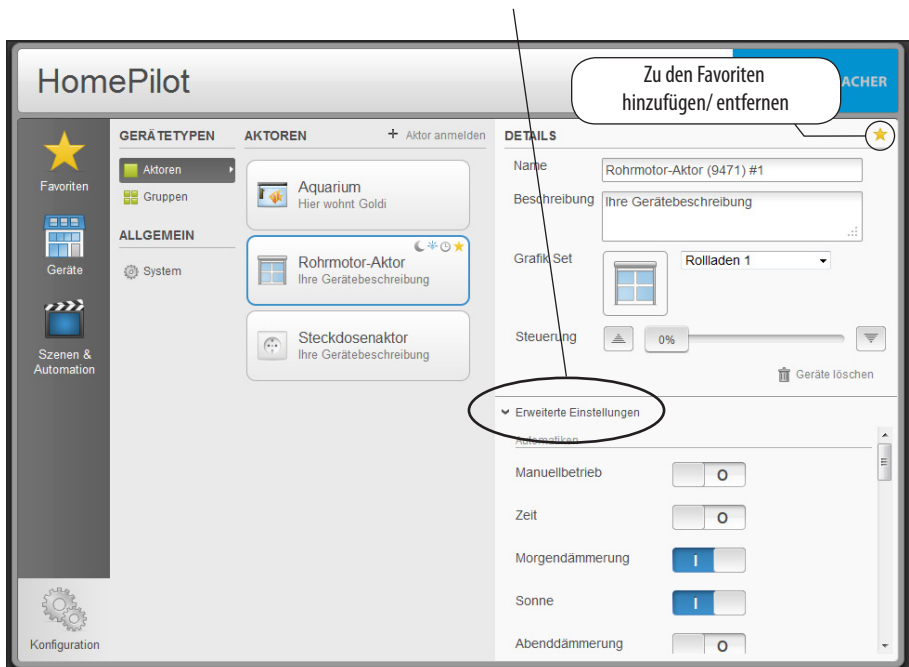 HomePilot
Zu den Favoriten
hinzufügen/ entfernen
ACHER
Favoriten
Geräte
Szenen &
Automation
Konfiguration
GERÄTETYPEN
Aktoren
Gruppen
ALLGEMEIN
System
AKTOREN
+ Aktor anmelden
Aquarium
Hier wohnt Goldi
Rohrmotor-Aktor
Ihre Gerätebeschreibung
Steckdosenaktor
Ihre Gerätebeschreibung
DETAILS
Name
Rohrmotor-Aktor (9471) #1
Beschreibung
Ihre Gerätebeschreibung
Grafik Set
Rollladen 1
Steuerung
0%
Geräte löschen
Erweiterte Einstellungen
Automatiken
Manuellbetrieb
O
Zeit
O
Morgendämmerung
I
Sonne
I
Abenddämmerung
O